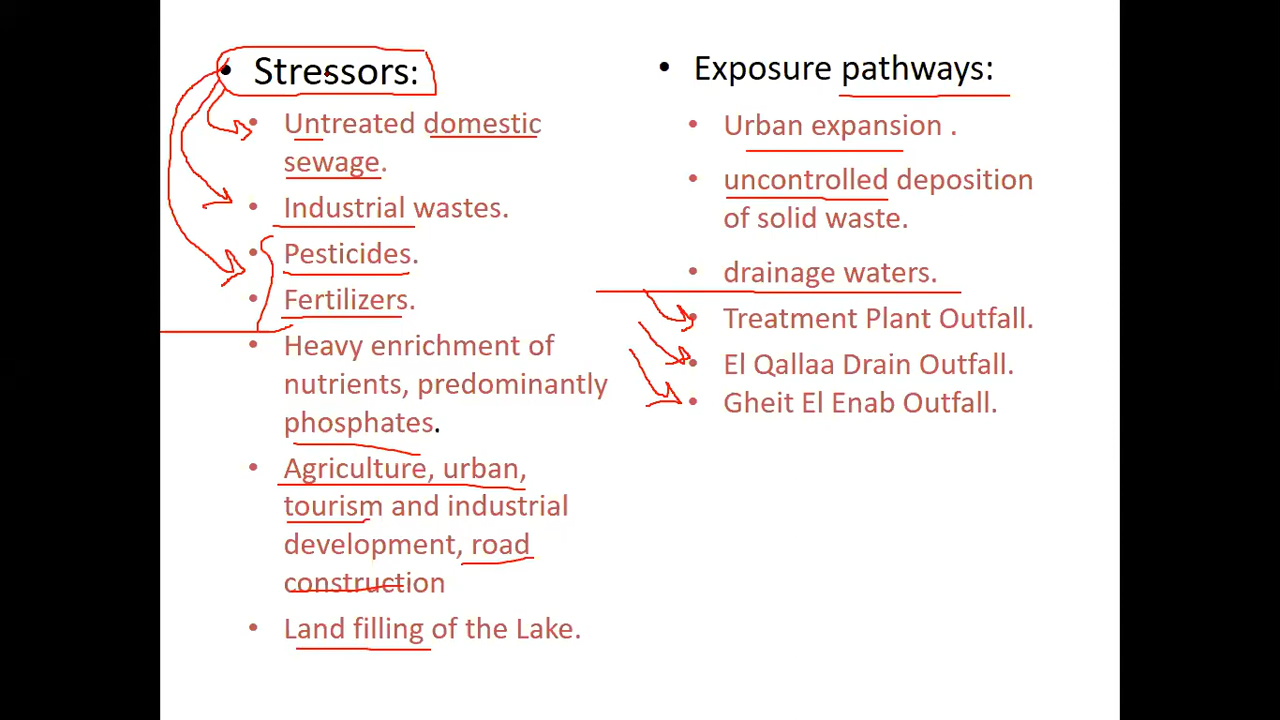 • Stressors:
• Untreated domestic
sewage.
• Industrial wastes.
• Pesticides.
• Fertilizers.
• Heavy enrichment of
nutrients, predominantly
phosphates.
• Agriculture, urban,
tourism and industrial
development, road
construction
• Land filling of the Lake.
• Exposure pathways:
• Urban expansion .
• uncontrolled deposition
of solid waste.
• drainage waters.
• Treatment Plant Outfall.
• El Qallaa Drain Outfall.
• Gheit El Enab Outfall.